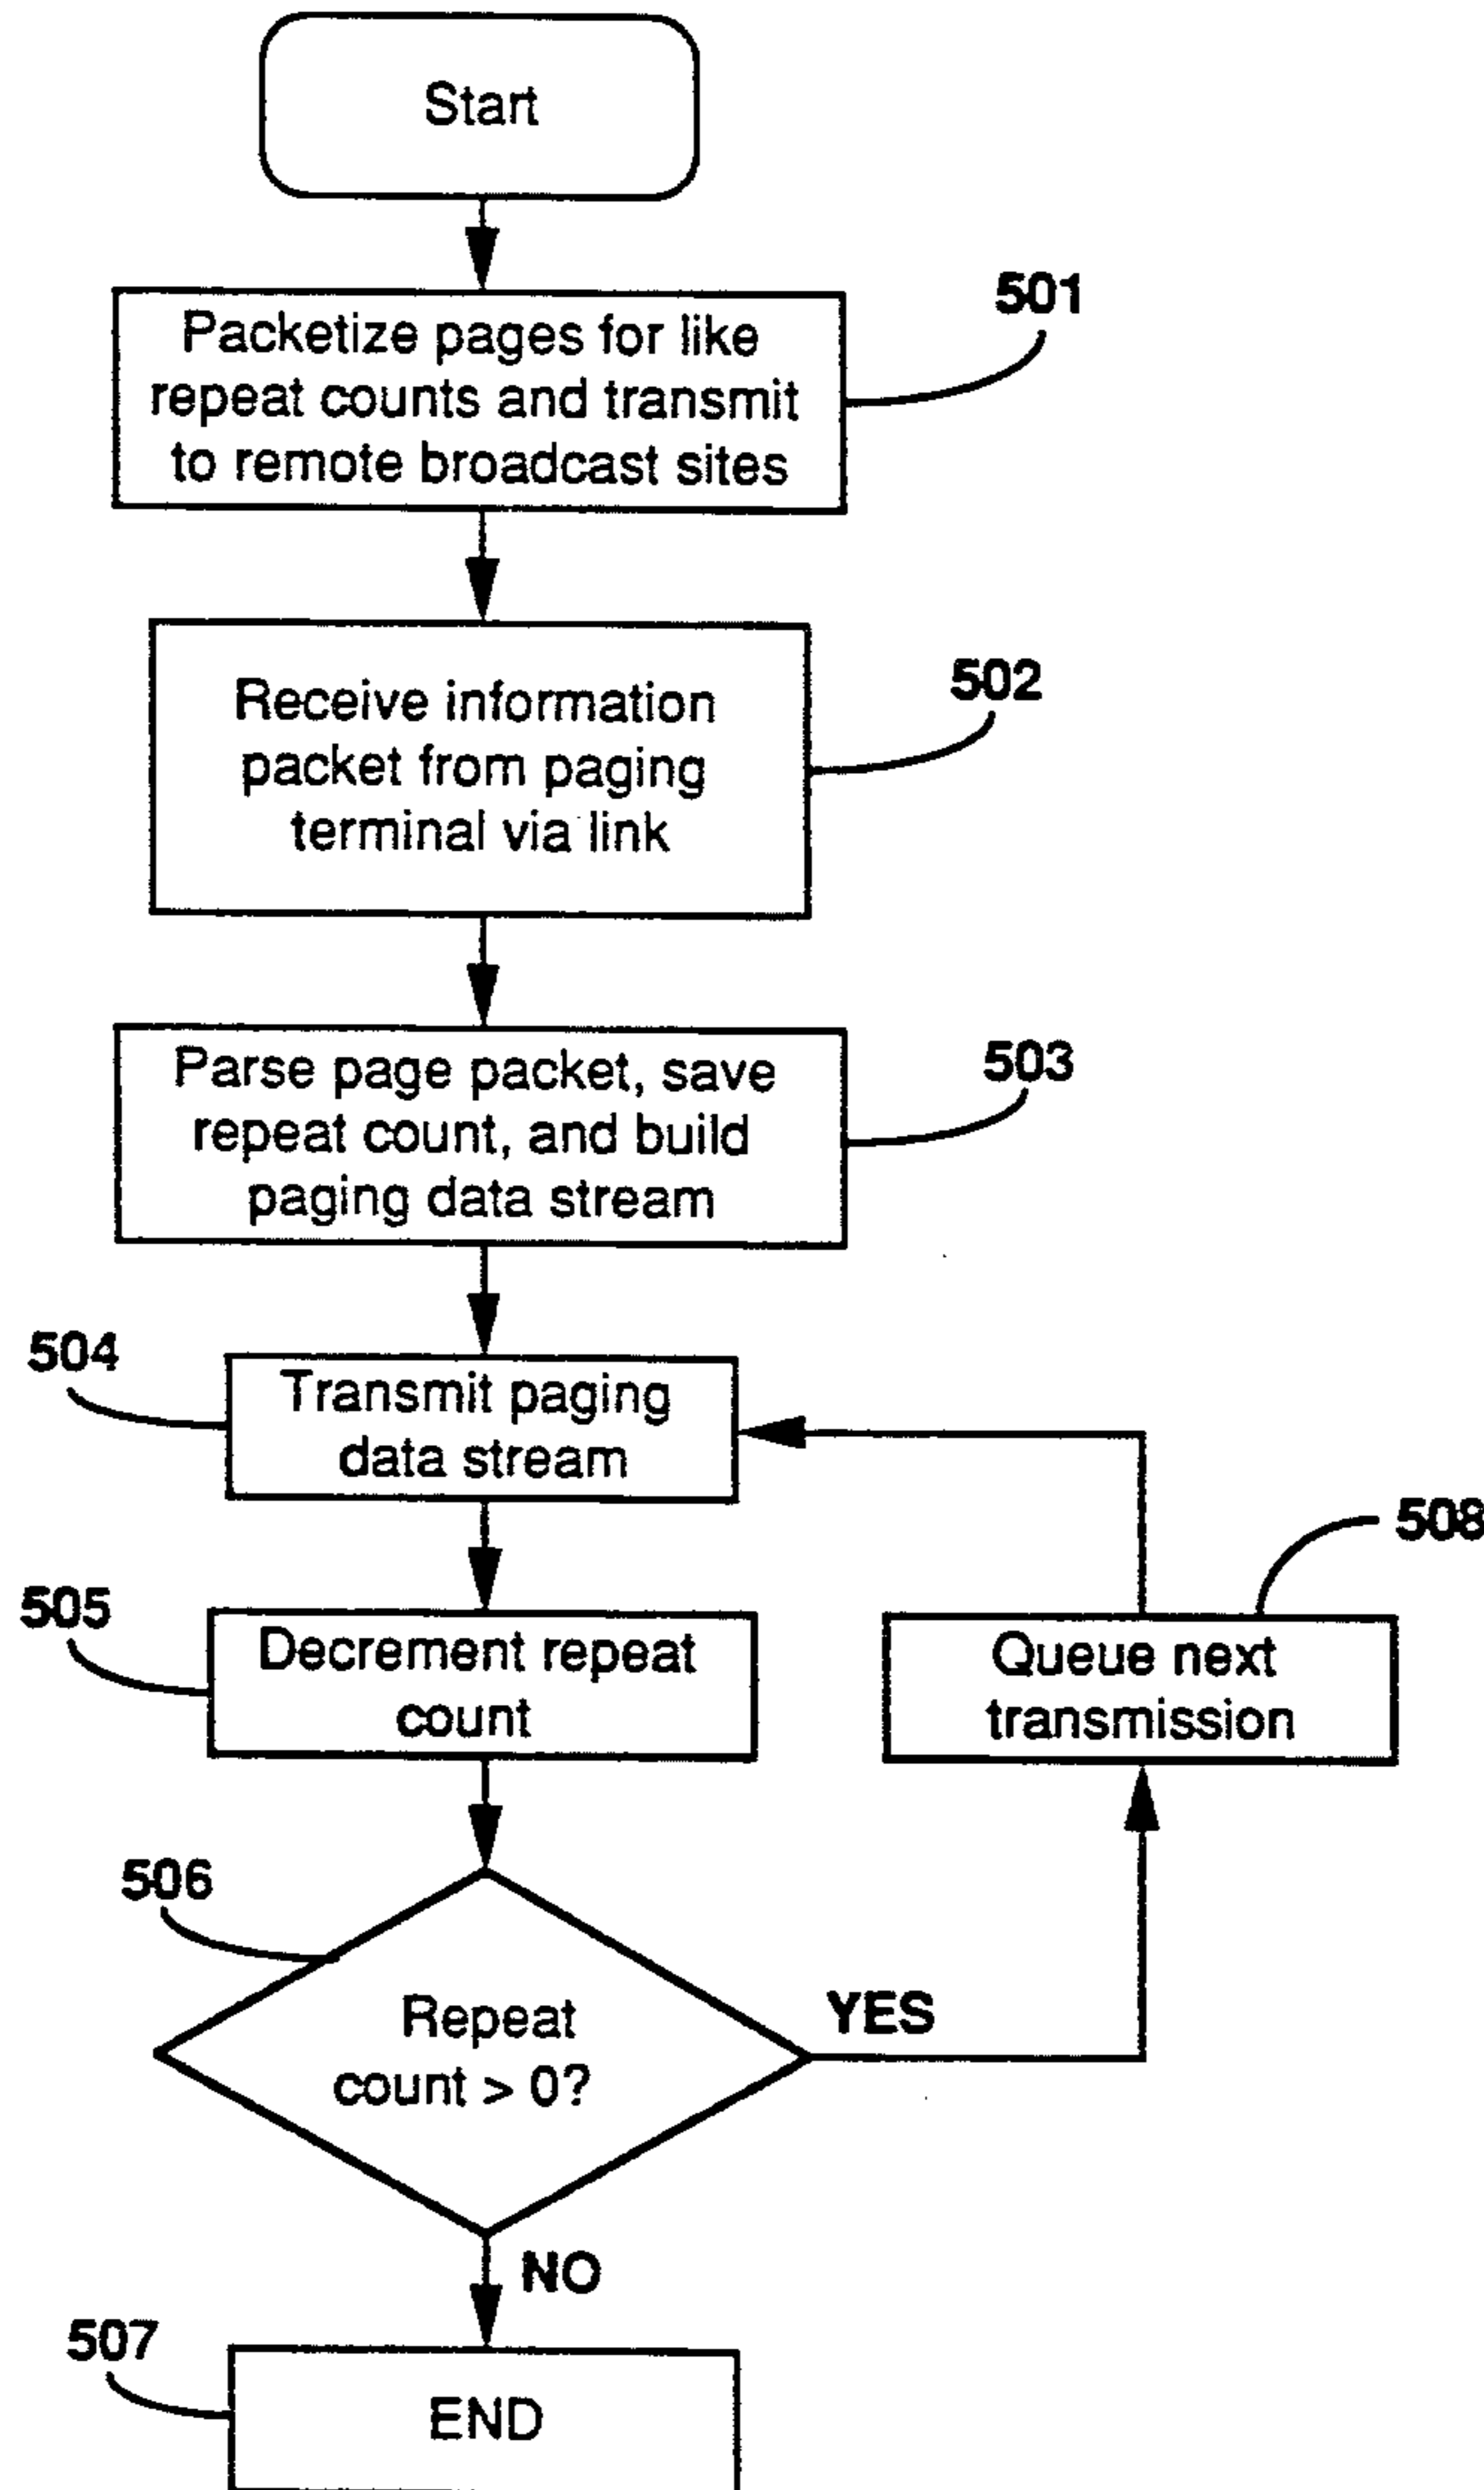 Start
501
Packetize pages for like
repeat counts and transmit
to remote broadcast sites
502
Receive information
packet from paging
terminal via link
503
Parse page packet, save
repeat count, and build
paging data stream
504
Transmit paging
data stream
505
Decrement repeat
count
508
Queue next
transmission
506
Repeat
count > 0?
YES
NO
507
END